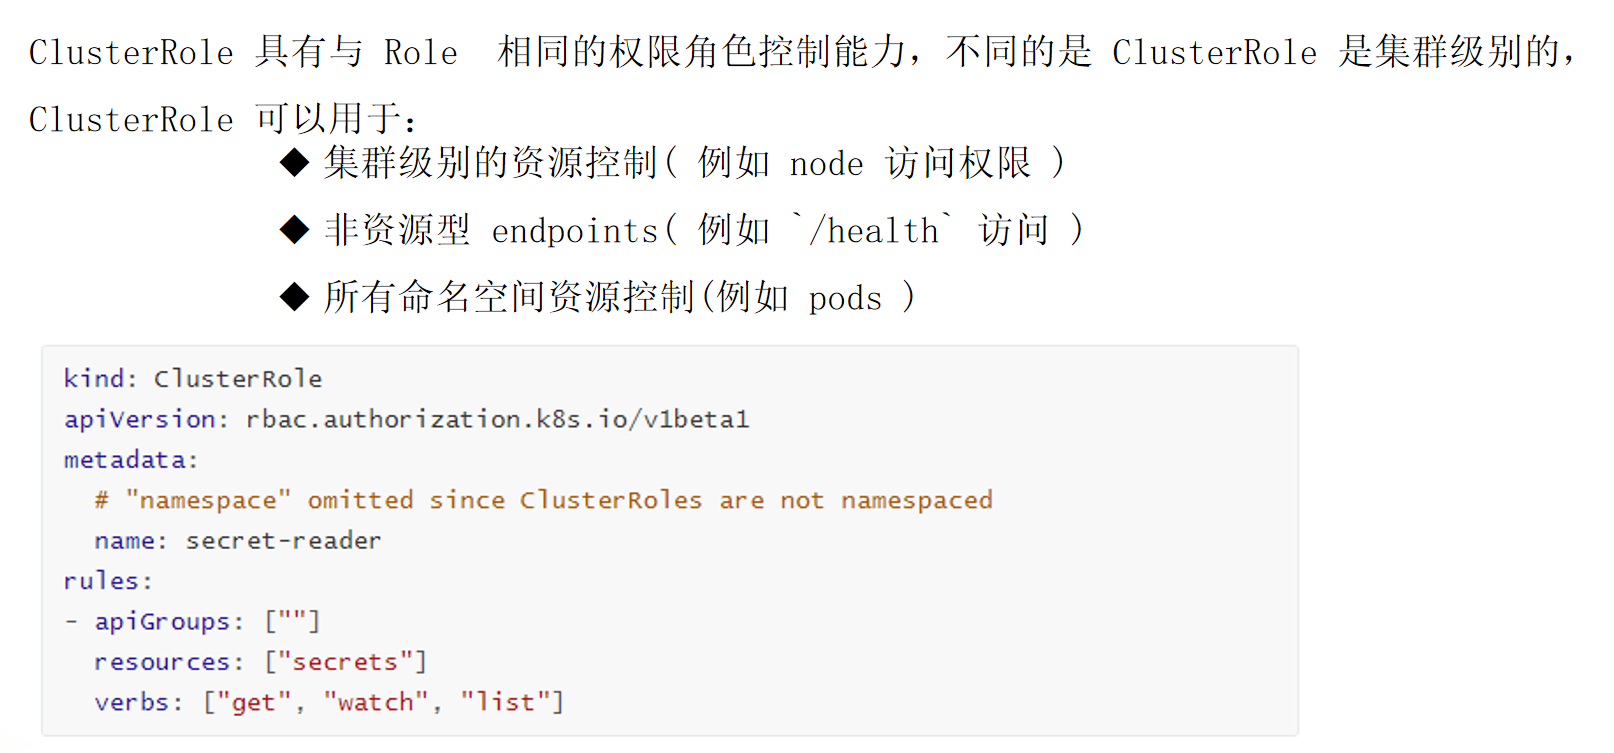 ClusterRole 具有与 Role 相同的权限角色控制能力，不同的是 ClusterRole 是集群级别的，
ClusterRole 可以用于：
◆ 集群级别的资源控制( 例如 node 访问权限 )
◆ 非资源型 endpoints( 例如 `/health` 访问 )
◆ 所有命名空间资源控制(例如 pods )
kind: ClusterRole
apiVersion: rbac.authorization.k8s.io/v1beta1
metadata:
  # "namespace" omitted since ClusterRoles are not namespaced
  name: secret-reader
rules:
- apiGroups: [""]
  resources: ["secrets"]
  verbs: ["get", "watch", "list"]